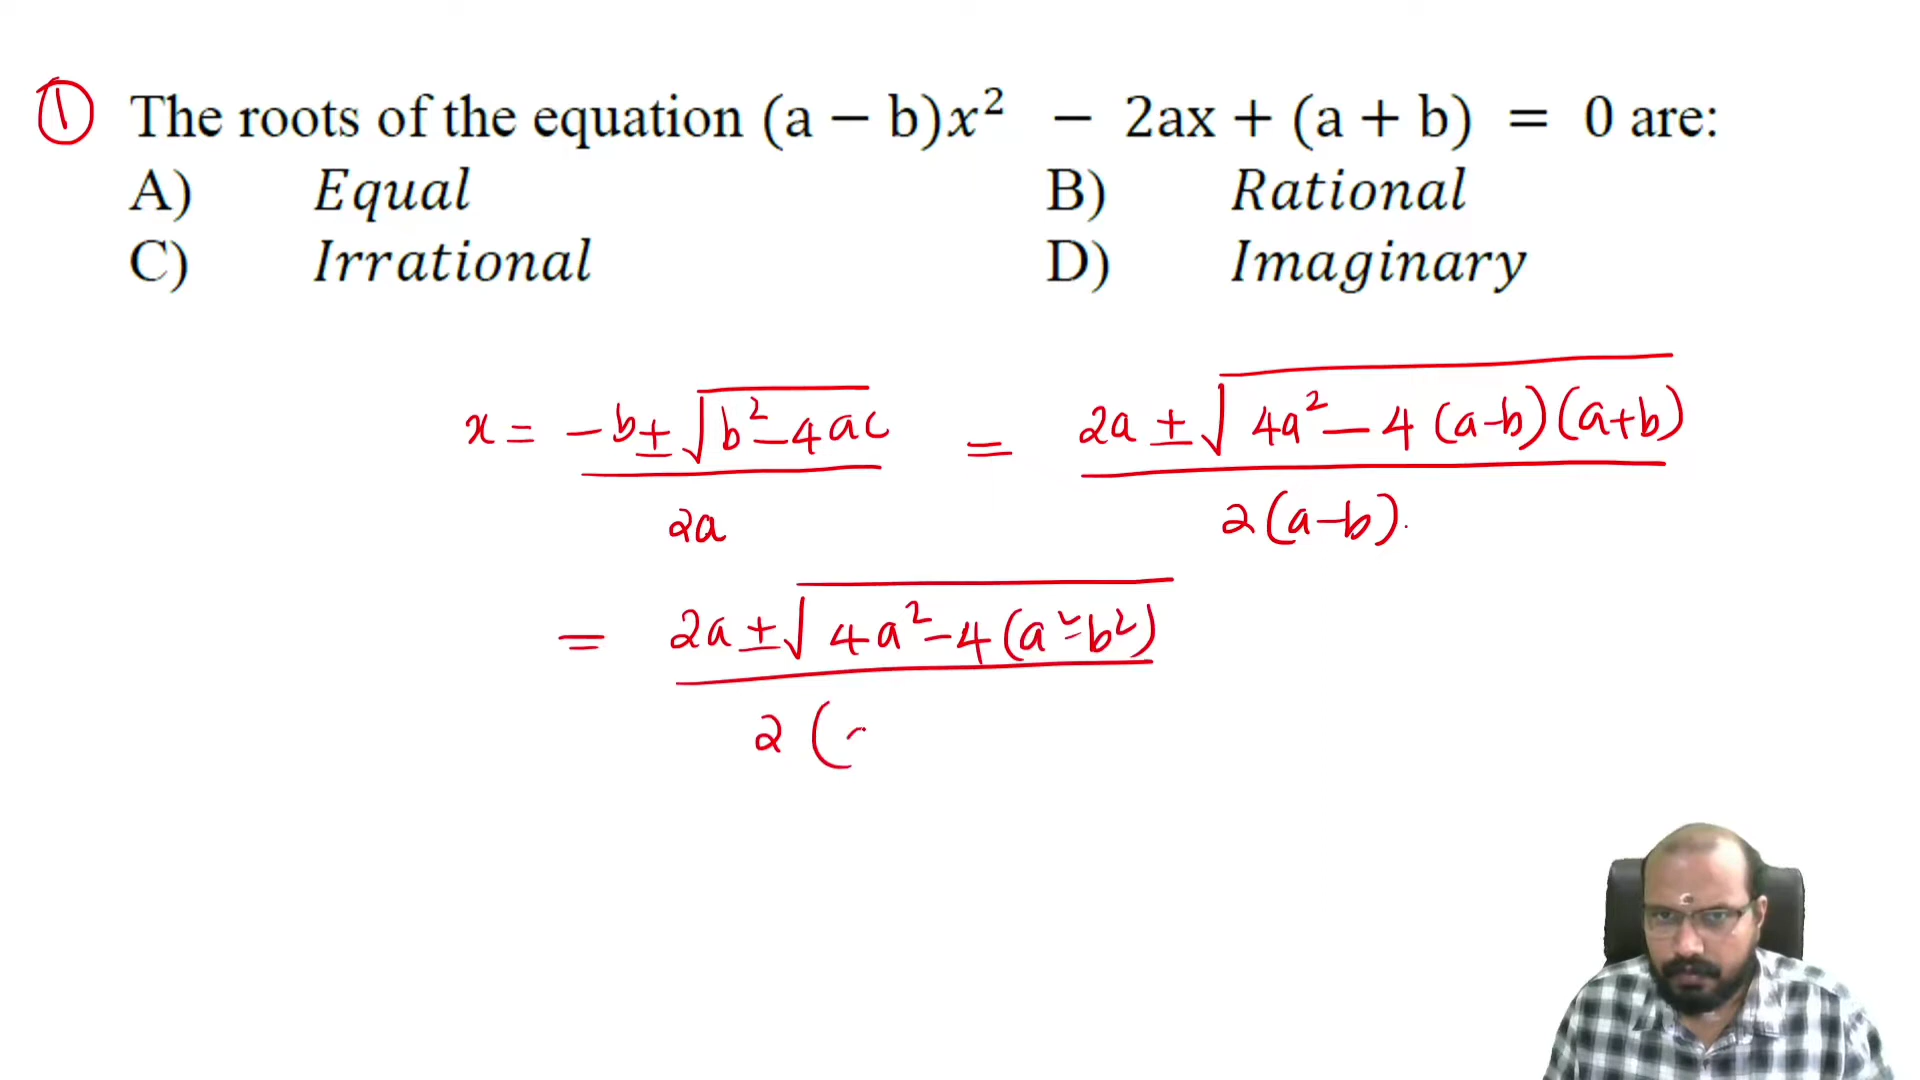 ① The roots of the equation (a − b)x² − 2ax + (a + b) = 0 are:
A) Equal B) Rational
C) Irrational D) Imaginary
x = (-b ± √(b² - 4ac)) / 2a = (2a ± √(4a² - 4(a-b)(a+b))) / 2(a-b).
= (2a ± √(4a² - 4(a² - b²))) / 2(